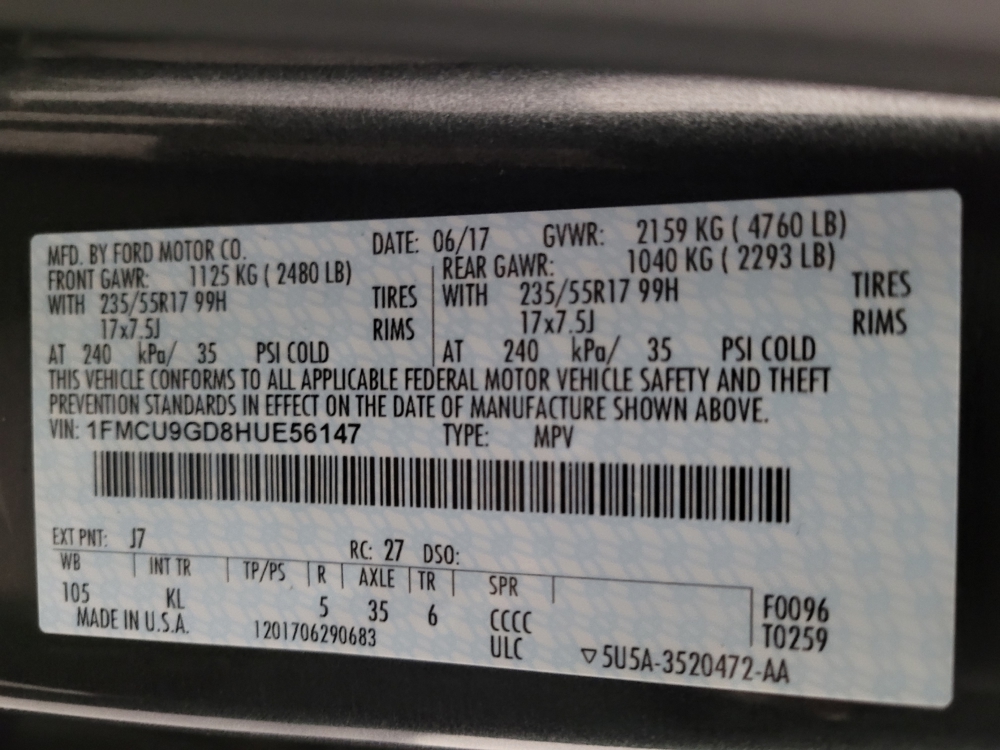 MFD. BY FORD MOTOR CO. DATE: 06/17 GVWR: 2159 KG ( 4760 LB)
FRONT GAWR: 1125 KG ( 2480 LB) REAR GAWR: 1040 KG ( 2293 LB)
WITH 235/55R17 99H TIRES WITH 235/55R17 99H TIRES
17x7.5J RIMS 17x7.5J RIMS
AT 240 kPa/ 35 PSI COLD AT 240 kPa/ 35 PSI COLD
THIS VEHICLE CONFORMS TO ALL APPLICABLE FEDERAL MOTOR VEHICLE SAFETY AND THEFT
PREVENTION STANDARDS IN EFFECT ON THE DATE OF MANUFACTURE SHOWN ABOVE.
VIN: 1FMCU9GD8HUE56147 TYPE: MPV
EXT PNT: J7 RC: 27 DSO:
WB INT TR TP/PS R AXLE TR SPR
105 KL 5 35 6 CCCC F0096
MADE IN U.S.A. 1201706290683 ULC T0259
▽5U5A-3520472-AA